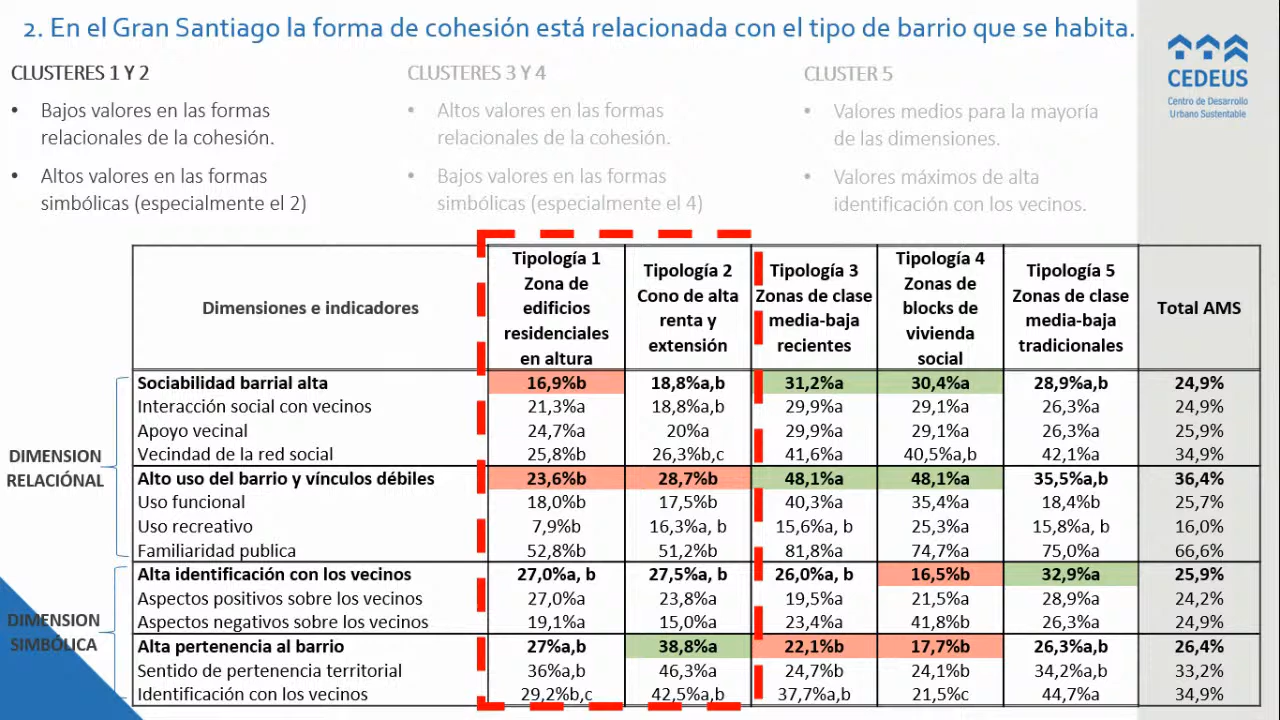 2. En el Gran Santiago la forma de cohesión está relacionada con el tipo de barrio que se habita.
CEDEUS
Centro de Desarrollo
Urbano Sustentable
CLUSTERES 1 Y 2
• Bajos valores en las formas
relacionales de la cohesión.
• Altos valores en las formas
simbólicas (especialmente el 2)
CLUSTERES 3 Y 4
• Altos valores en las formas
relacionales de la cohesión.
• Bajos valores en las formas
simbólicas (especialmente el 4)
CLUSTER 5
• Valores medios para la mayoría
de las dimensiones.
• Valores máximos de alta
identificación con los vecinos.
Dimensiones e indicadores
Tipología 1
Zona de
edificios
residenciales
en altura
Tipología 2
Cono de alta
renta y
extensión
Tipología 3
Zonas de clase
media-baja
recientes
Tipología 4
Zonas de
blocks de
vivienda
social
Tipología 5
Zonas de clase
media-baja
tradicionales
Total AMS
DIMENSION
RELACIÓNAL
Sociabilidad barrial alta 16,9%b 18,8%a,b 31,2%a 30,4%a 28,9%a,b 24,9%
Interacción social con vecinos 21,3%a 18,8%a,b 29,9%a 29,1%a 26,3%a 24,9%
Apoyo vecinal 24,7%a 20%a 29,9%a 29,1%a 26,3%a 25,9%
Vecindad de la red social 25,8%b 26,3%b,c 41,6%a 40,5%a,b 42,1%a 34,9%
Alto uso del barrio y vínculos débiles 23,6%b 28,7%b 48,1%a 48,1%a 35,5%a,b 36,4%
Uso funcional 18,0%b 17,5%b 40,3%a 35,4%a 18,4%b 25,7%
Uso recreativo 7,9%b 16,3%a, b 15,6%a, b 25,3%a 15,8%a, b 16,0%
Familiaridad publica 52,8%b 51,2%b 81,8%a 74,7%a 75,0%a 66,6%
DIMENSION
SIMBÓLICA
Alta identificación con los vecinos 27,0%a, b 27,5%a, b 26,0%a, b 16,5%b 32,9%a 25,9%
Aspectos positivos sobre los vecinos 27,0%a 23,8%a 19,5%a 21,5%a 28,9%a 24,2%
Aspectos negativos sobre los vecinos 19,1%a 15,0%a 23,4%a 41,8%b 26,3%a 24,9%
Alta pertenencia al barrio 27%a,b 38,8%a 22,1%b 17,7%b 26,3%a,b 26,4%
Sentido de pertenencia territorial 36%a,b 46,3%a 24,7%b 24,1%b 34,2%a,b 33,2%
Identificación con los vecinos 29,2%b,c 42,5%a,b 37,7%a,b 21,5%c 44,7%a 34,9%